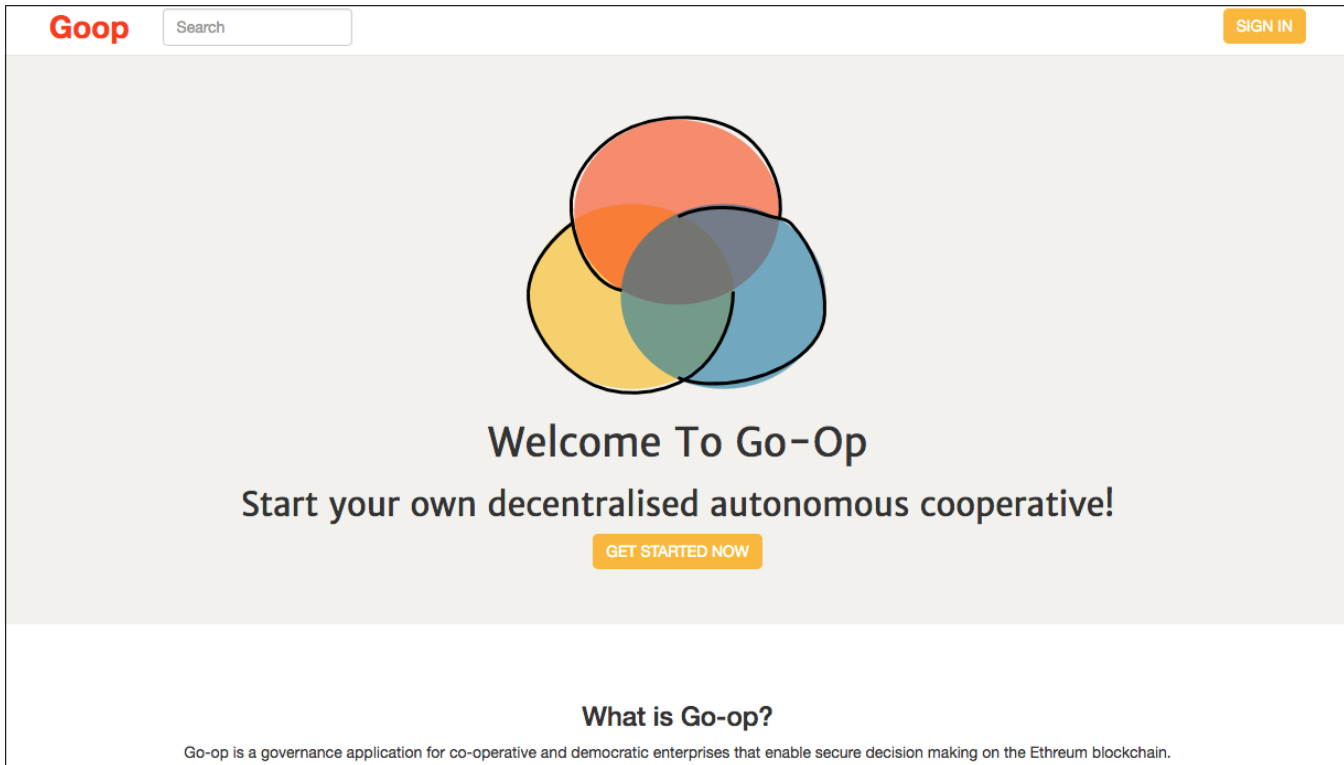 Goop
Search
SIGN IN
Welcome To Go-Op
Start your own decentralised autonomous cooperative!
GET STARTED NOW
What is Go-op?
Go-op is a governance application for co-operative and democratic enterprises that enable secure decision making on the Ethreum blockchain.